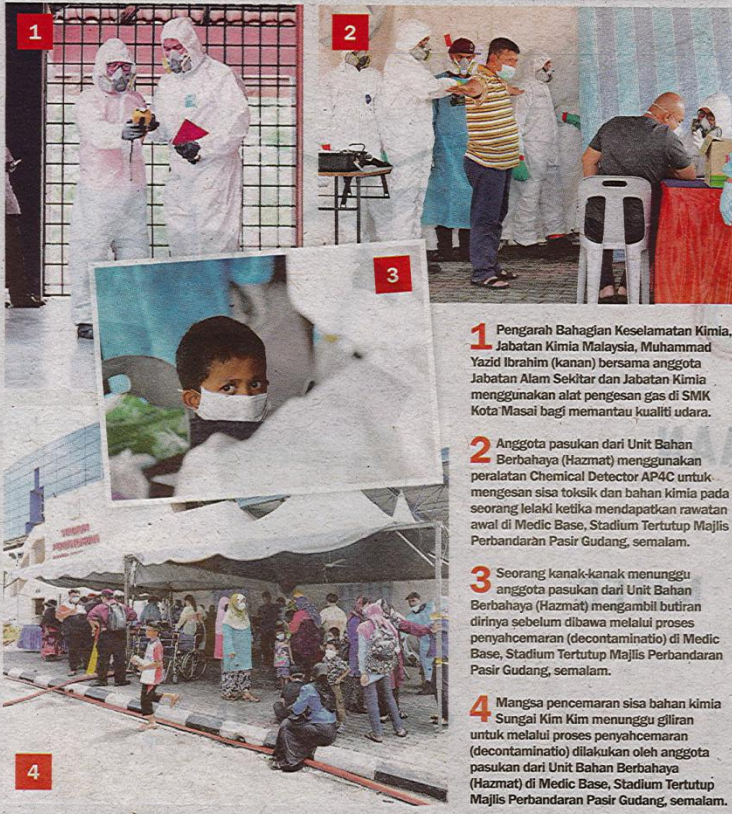 1
2
3
4
1 Pengarah Bahagian Keselamatan Kimia,
Jabatan Kimia Malaysia, Muhammad
Yazid Ibrahim (kanan) bersama anggota
Jabatan Alam Sekitar dan Jabatan Kimia
menggunakan alat pengesan gas di SMK
Kota Masai bagi memantau kualiti udara.
2 Anggota pasukan dari Unit Bahan
Berbahaya (Hazmat) menggunakan
peralatan Chemical Detector AP4C untuk
mengesan sisa toksik dan bahan kimia pada
seorang lelaki ketika mendapatkan rawatan
awal di Medic Base, Stadium Tertutup Majlis
Perbandaran Pasir Gudang, semalam.
3 Seorang kanak-kanak menunggu
anggota pasukan dari Unit Bahan
Berbahaya (Hazmat) mengambil butiran
dirinya sebelum dibawa melalui proses
penyahcemaran (decontaminatio) di Medic
Base, Stadium Tertutup Majlis Perbandaran
Pasir Gudang, semalam.
4 Mangsa pencemaran sisa bahan kimia
Sungai Kim Kim menunggu giliran
untuk melalui proses penyahcemaran
(decontaminatio) dilakukan oleh anggota
pasukan dari Unit Bahan Berbahaya
(Hazmat) di Medic Base, Stadium Tertutup
Majlis Perbandaran Pasir Gudang, semalam.